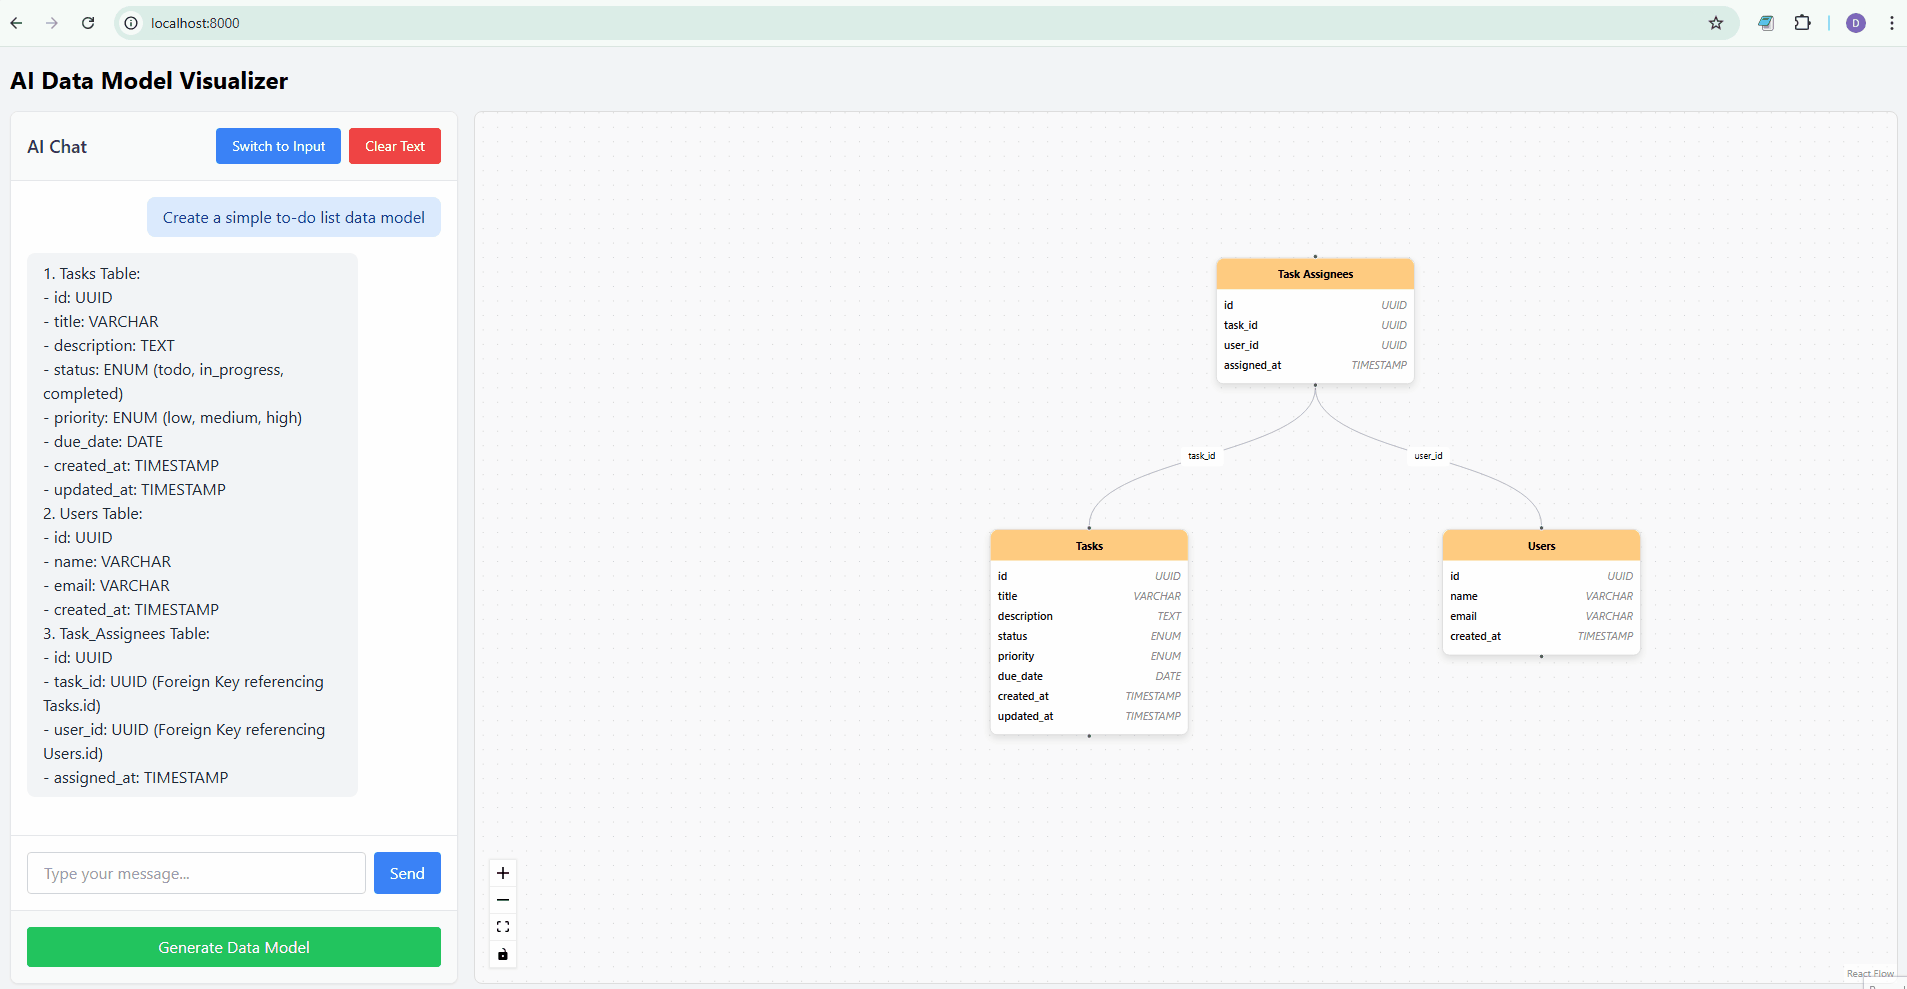 localhost:8000
D
AI Data Model Visualizer
AI Chat
Switch to Input
Clear Text
Create a simple to-do list data model
1. Tasks Table:
- id: UUID
- title: VARCHAR
- description: TEXT
- status: ENUM (todo, in_progress,
completed)
- priority: ENUM (low, medium, high)
- due_date: DATE
- created_at: TIMESTAMP
- updated_at: TIMESTAMP
2. Users Table:
- id: UUID
- name: VARCHAR
- email: VARCHAR
- created_at: TIMESTAMP
3. Task_Assignees Table:
- id: UUID
- task_id: UUID (Foreign Key referencing
Tasks.id)
- user_id: UUID (Foreign Key referencing
Users.id)
- assigned_at: TIMESTAMP
Type your message...
Send
Generate Data Model
Task Assignees
id UUID
task_id UUID
user_id UUID
assigned_at TIMESTAMP
task_id
user_id
Tasks
id UUID
title VARCHAR
description TEXT
status ENUM
priority ENUM
due_date DATE
created_at TIMESTAMP
updated_at TIMESTAMP
Users
id UUID
name VARCHAR
email VARCHAR
created_at TIMESTAMP
React Flow